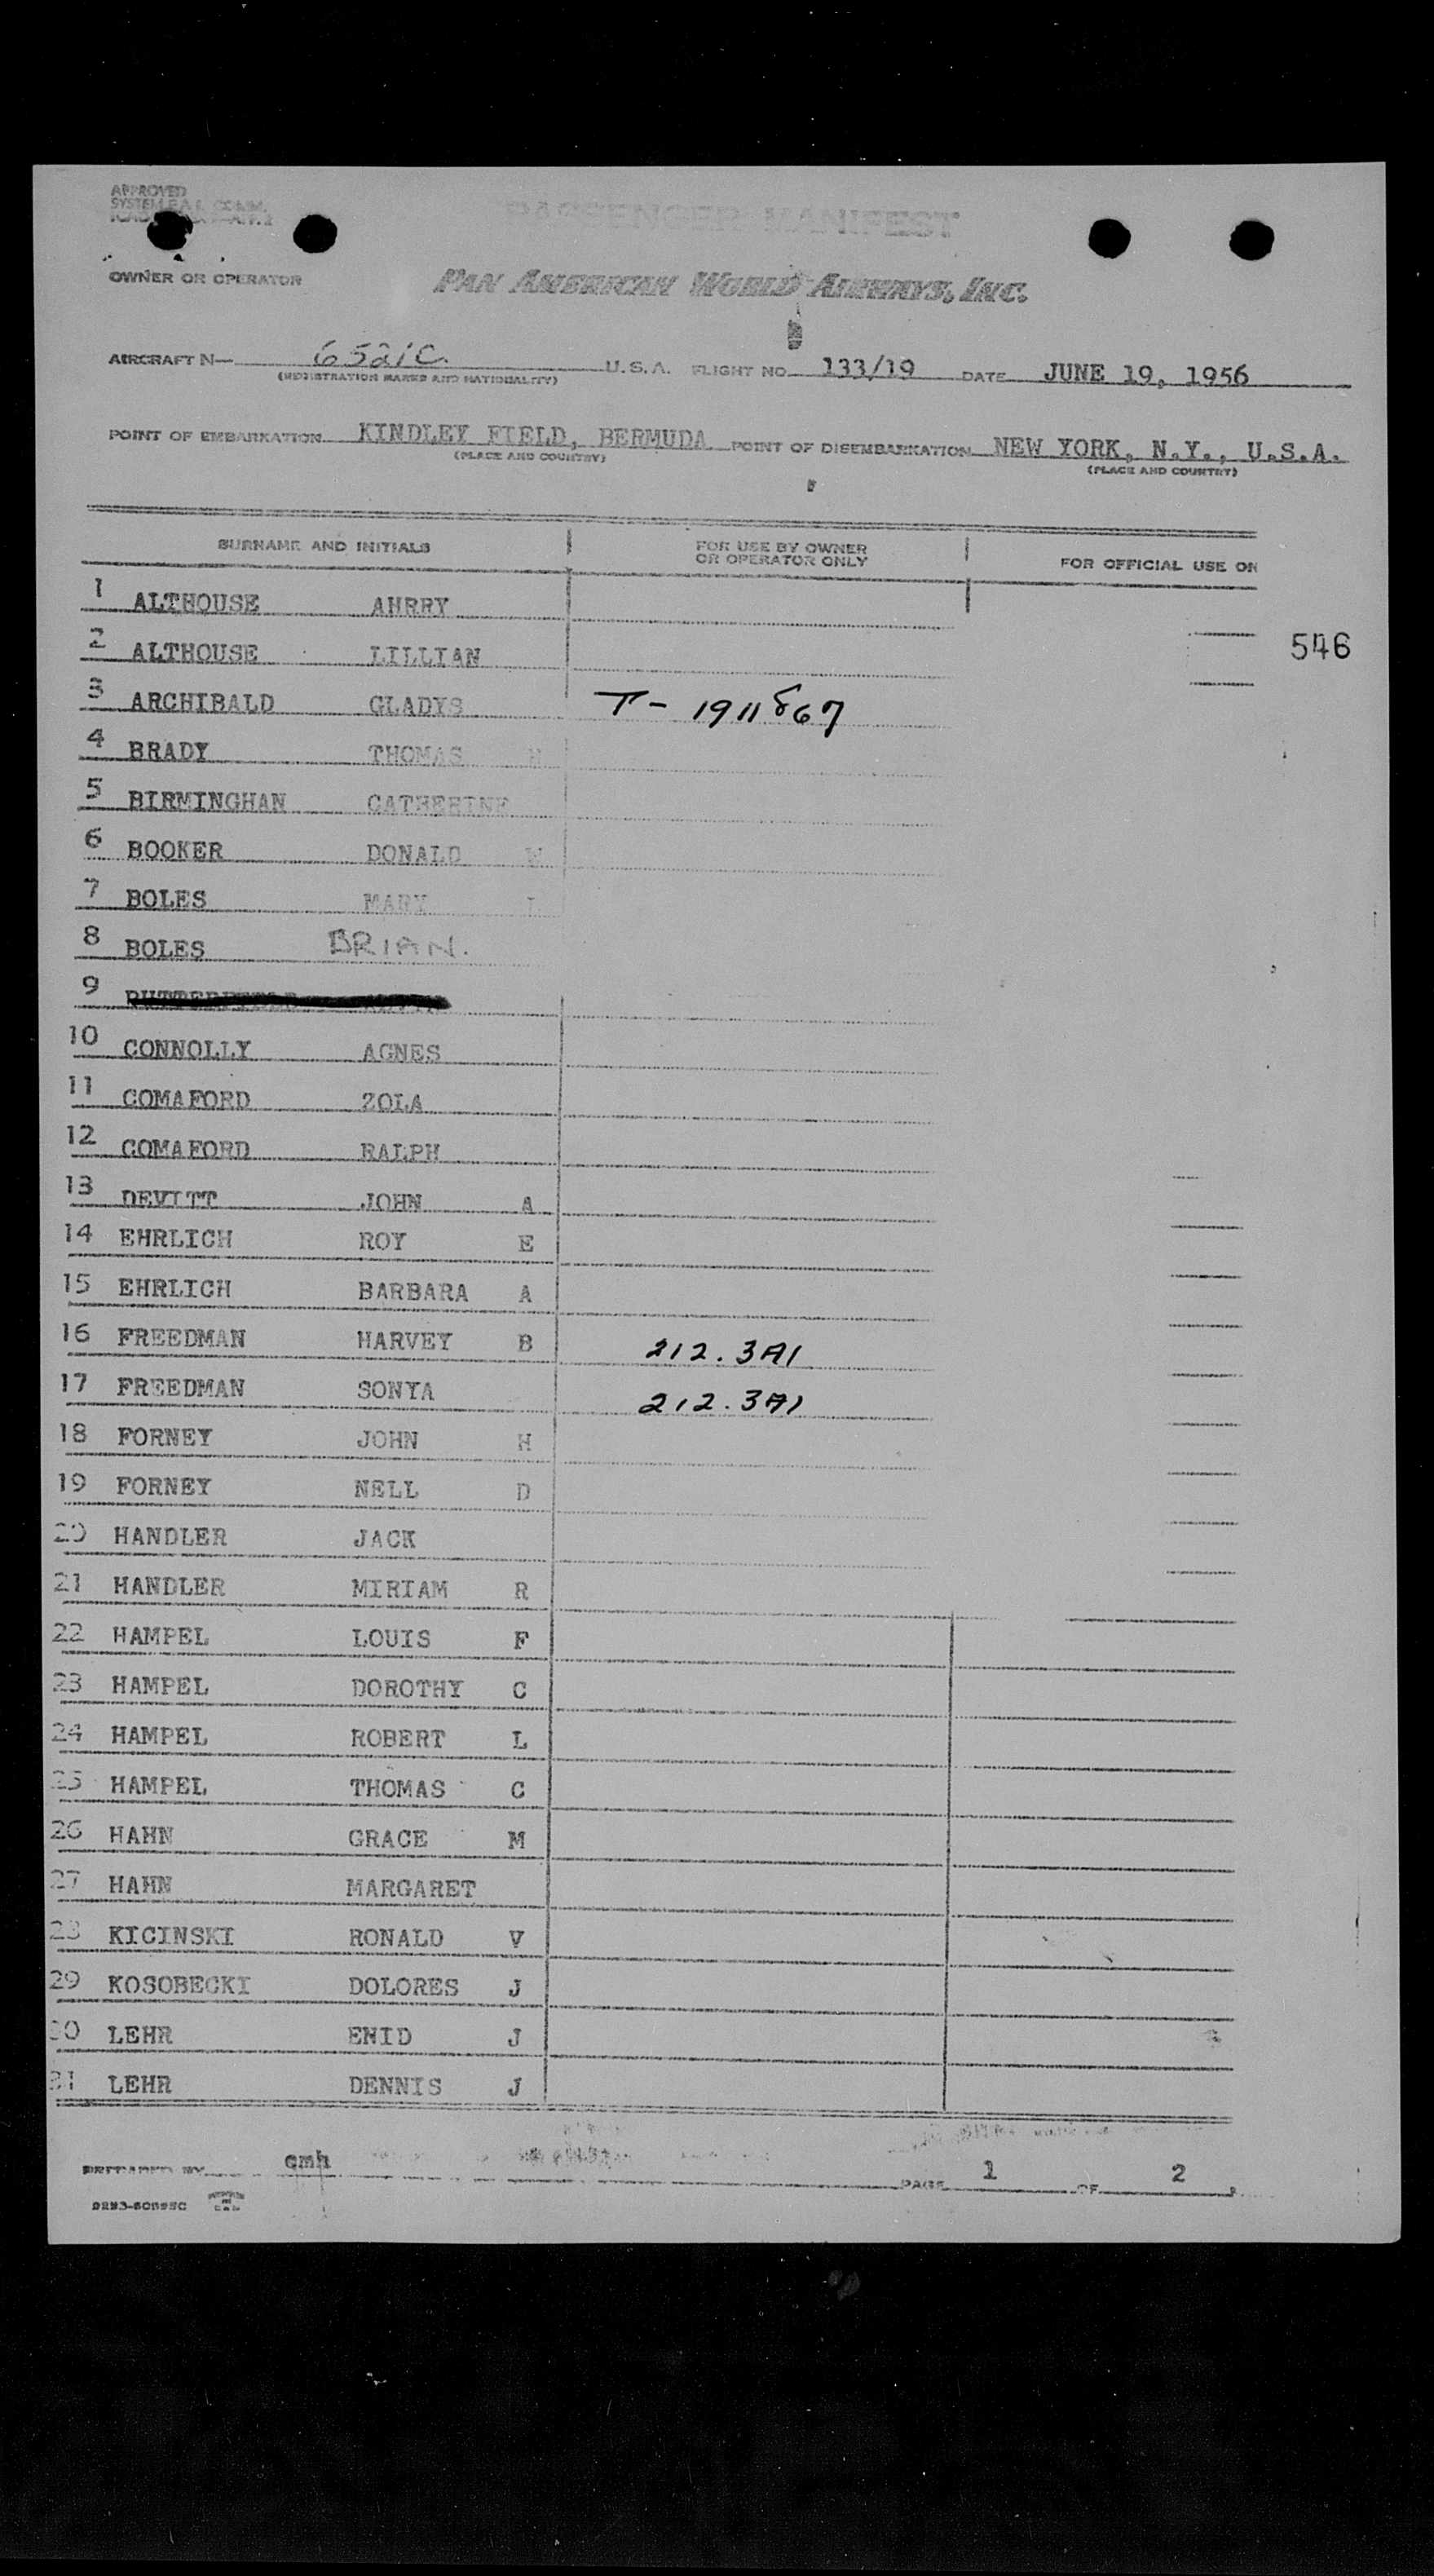 APPROVED
PASSENGER MANIFEST
OWNER OR OPERATOR PAN AMERICAN WORLD AIRWAYS, INC.
AIRCRAFT N— 6521C. U.S.A. FLIGHT NO. 133/19 DATE JUNE 19, 1956
(REGISTRATION MARKS AND NATIONALITY)
POINT OF EMBARKATION KINDLEY FIELD, BERMUDA POINT OF DISEMBARKATION NEW YORK, N.Y., U.S.A.
(PLACE AND COUNTRY) (PLACE AND COUNTRY)
SURNAME AND INITIALS FOR USE BY OWNER OR OPERATOR ONLY FOR OFFICIAL USE ON
1 ALTHOUSE AHRRY
2 ALTHOUSE LILLIAN 546
3 ARCHIBALD GLADYS T- 1911867
4 BRADY THOMAS H
5 BIRMINGHAN CATHERINE
6 BOOKER DONALD W
7 BOLES MARY L
8 BOLES BRIAN.
9
10 CONNOLLY AGNES
11 COMAFORD ZOLA
12 COMAFORD RALPH
13 DEVITT JOHN A
14 EHRLICH ROY E
15 EHRLICH BARBARA A
16 FREEDMAN HARVEY B 212.3A1
17 FREEDMAN SONYA 212.3A1
18 FORNEY JOHN H
19 FORNEY NELL D
20 HANDLER JACK
21 HANDLER MIRIAM R
22 HAMPEL LOUIS F
23 HAMPEL DOROTHY C
24 HAMPEL ROBERT L
25 HAMPEL THOMAS C
26 HAHN GRACE M
27 HAHN MARGARET
28 KICINSKI RONALD V
29 KOSOBECKI DOLORES J
30 LEHR ENID J
31 LEHR DENNIS J
PREPARED BY gmh PAGE 1 OF 2